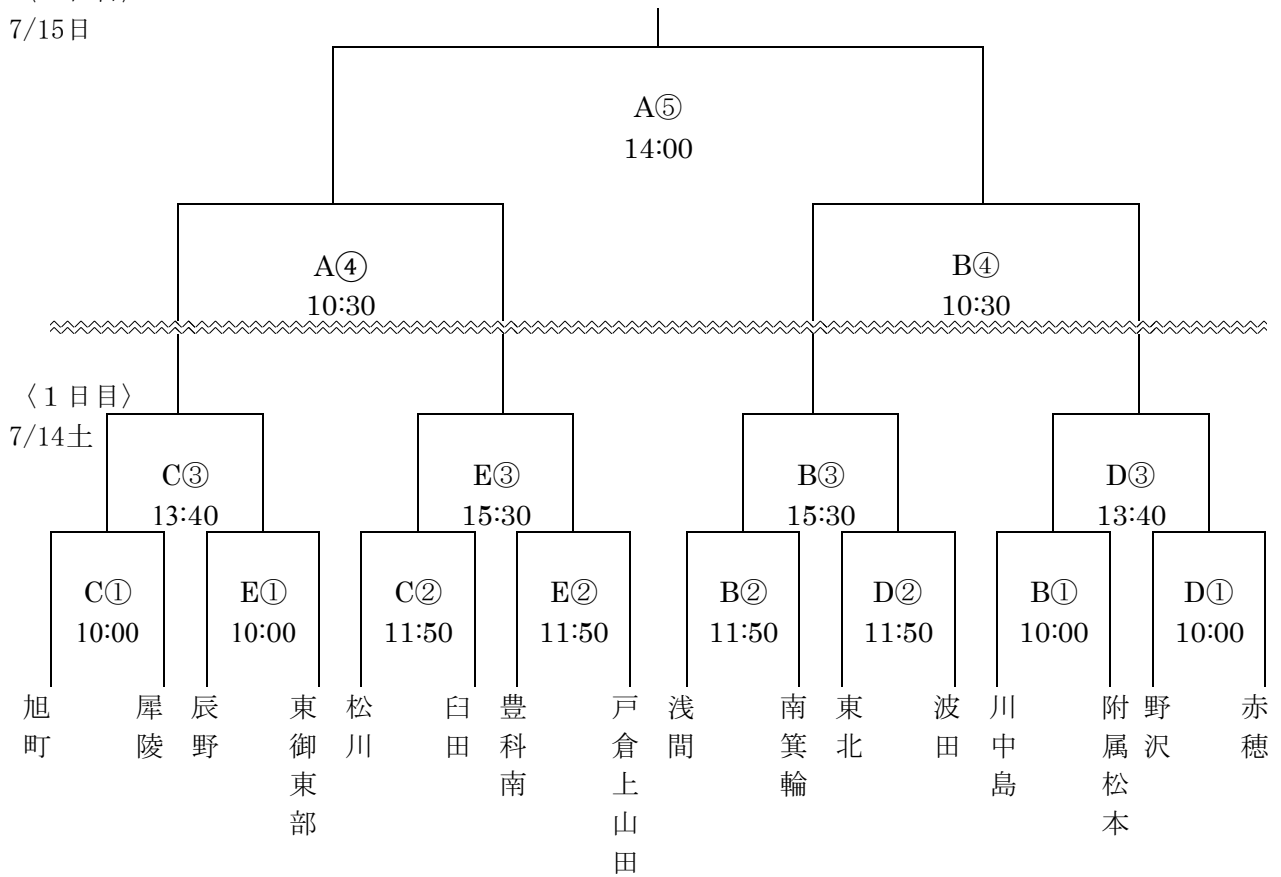 7/15日
A⑤
14:00
A④
10:30
B④
10:30
〈1日目〉
7/14土
C③
13:40
E③
15:30
B③
15:30
D③
13:40
C①
10:00
E①
10:00
C②
11:50
E②
11:50
B②
11:50
D②
11:50
B①
10:00
D①
10:00
旭町
犀陵
辰野
東御東部
松川
臼田
豊科南
戸倉上山田
浅間
南箕輪
東北
波田
川中島
附属松本
野沢
赤穂